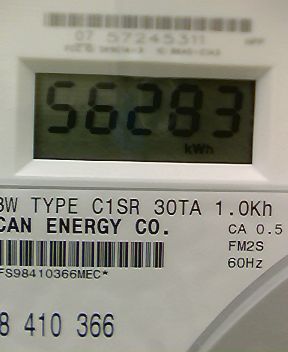 07 57245311
56283
kWh
3W TYPE C1SR 30TA 1.0Kh
CAN ENERGY CO.
CA 0.5
FM2S
60Hz
FS98410366MEC*
8 410 366